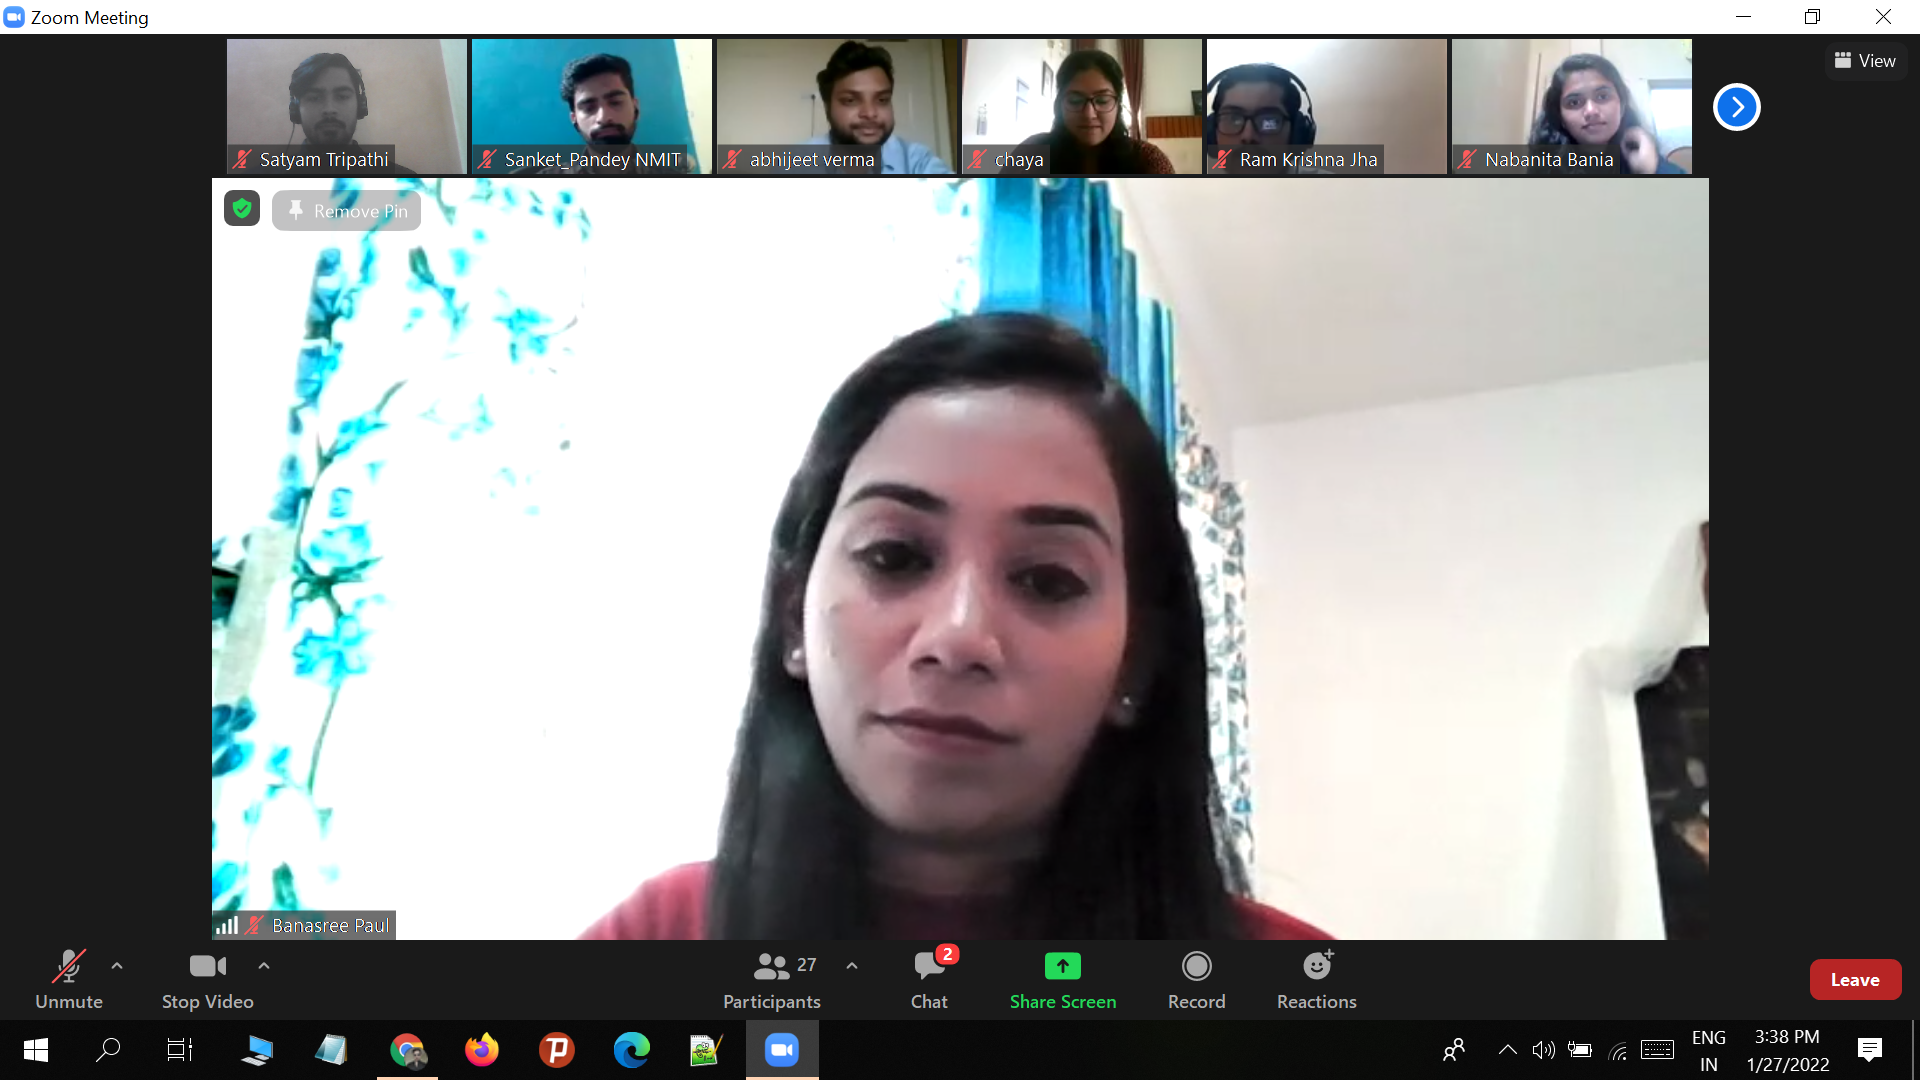 Zoom Meeting
Satyam Tripathi
Sanket_Pandey NMIT
abhijeet verma
chaya
Ram Krishna Jha
Nabanita Bania
View
Remove Pin
Banasree Paul
Unmute
Stop Video
27
Participants
2
Chat
Share Screen
Record
Reactions
Leave
ENG
IN
3:38 PM
1/27/2022